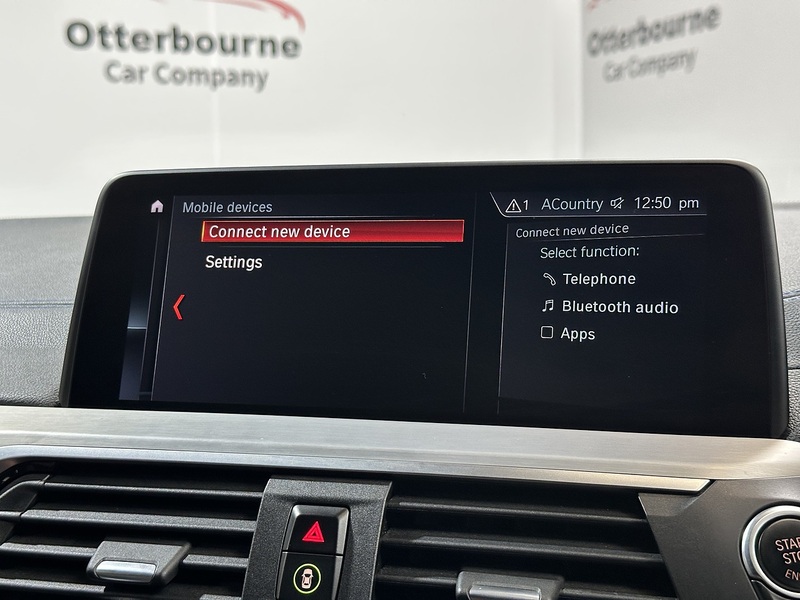 Otterbourne
Car Company
Otterbourne
Car Company
Mobile devices
Connect new device
Settings
1 ACountry 12:50 pm
Connect new device
Select function:
Telephone
Bluetooth audio
Apps